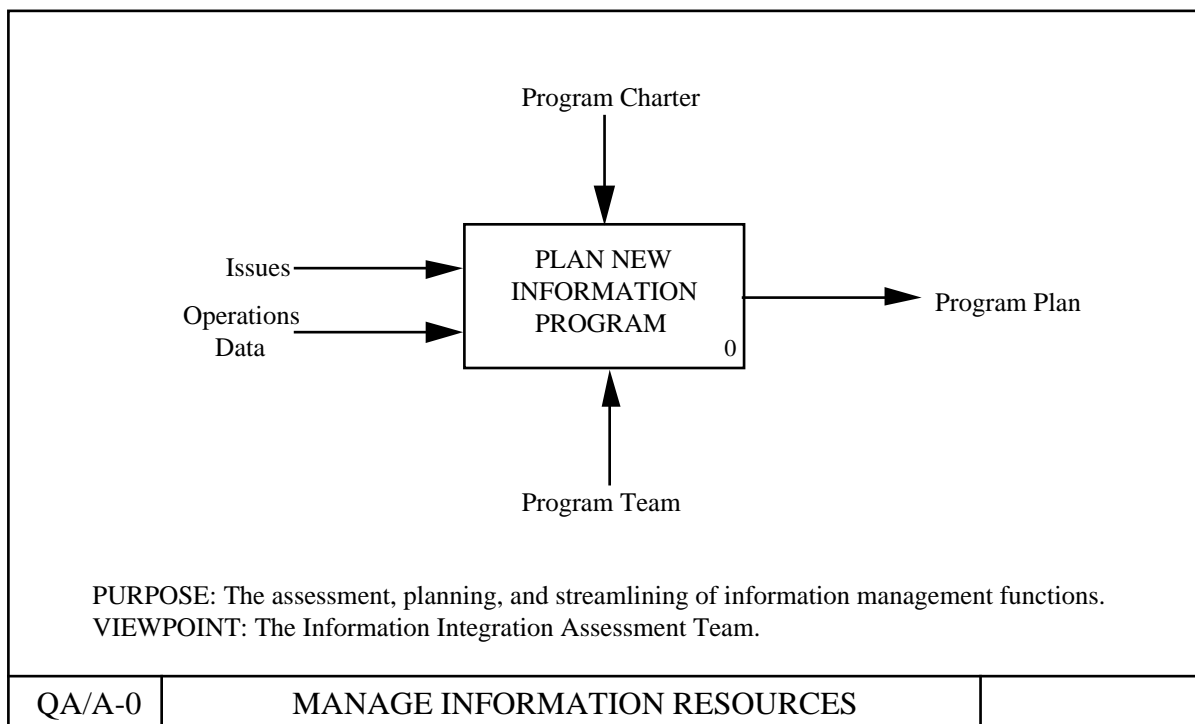 Program Charter
PLAN NEW
INFORMATION
PROGRAM
0
Issues
Operations
Data
Program Plan
Program Team
PURPOSE: The assessment, planning, and streamlining of information management functions.
VIEWPOINT: The Information Integration Assessment Team.
QA/A-0
MANAGE INFORMATION RESOURCES